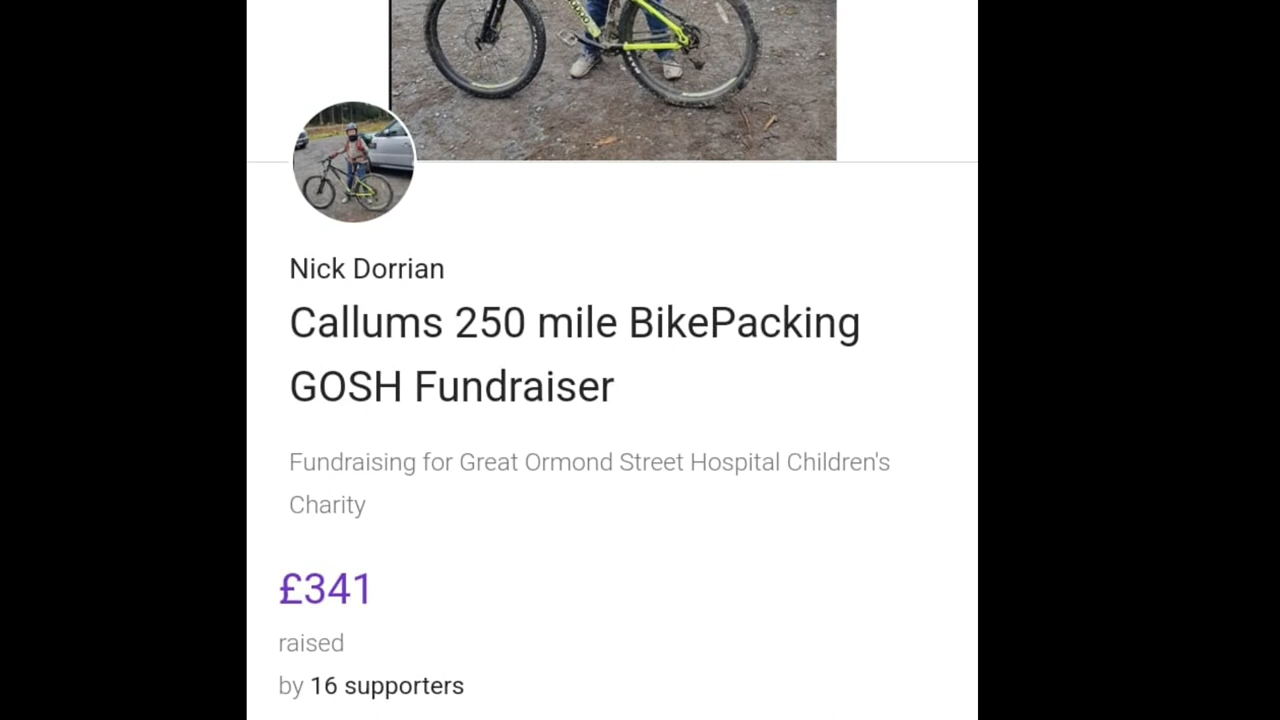 Nick Dorrian
Callums 250 mile BikePacking
GOSH Fundraiser
Fundraising for Great Ormond Street Hospital Children's
Charity
£341
raised
by 16 supporters